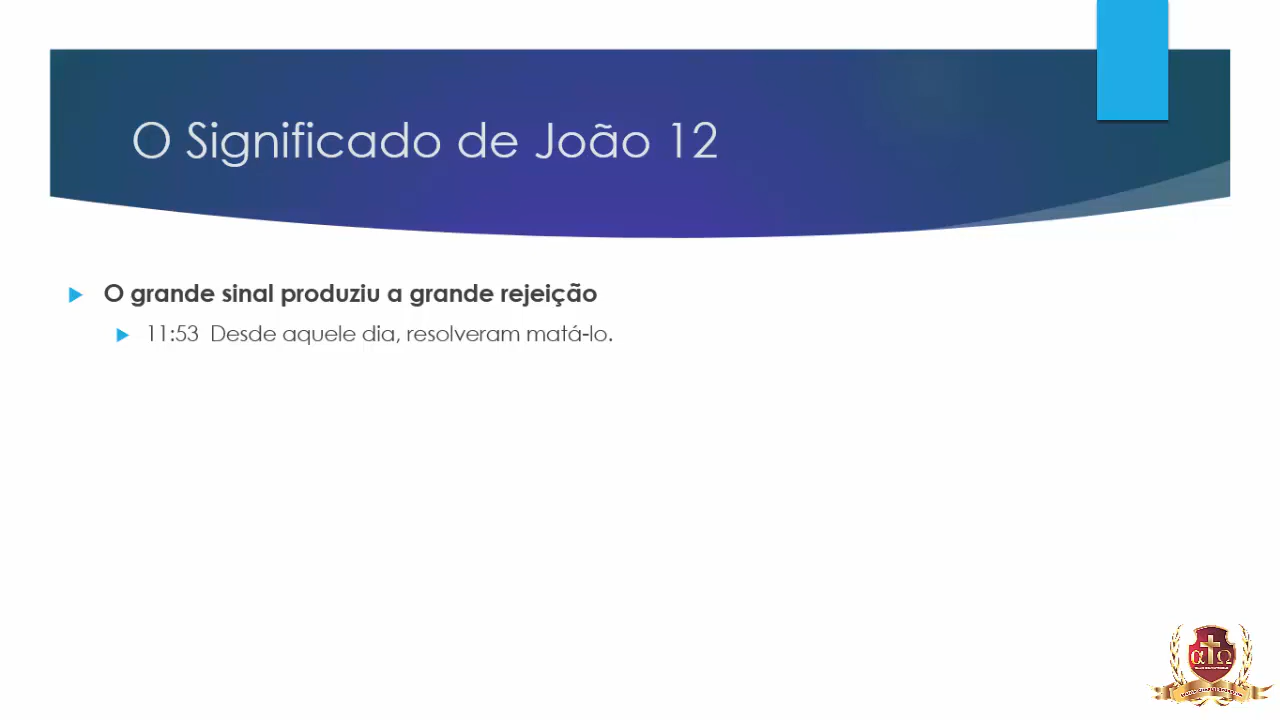 O Significado de João 12
O grande sinal produziu a grande rejeição
11:53 Desde aquele dia, resolveram matá-lo.
α Ω